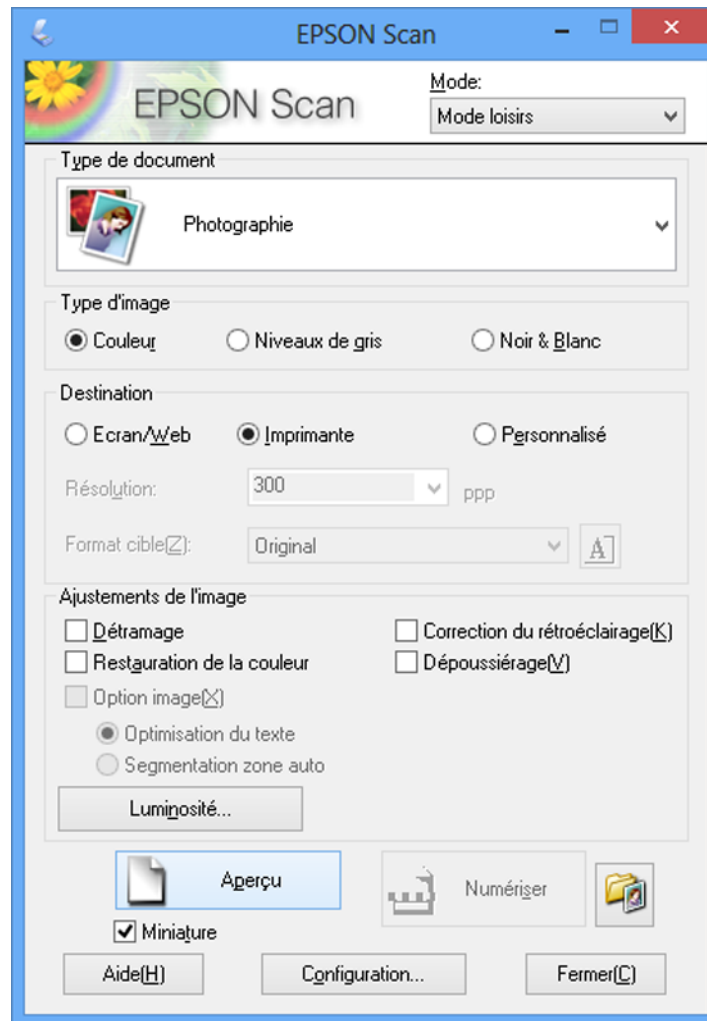 EPSON Scan
EPSON Scan
Mode:
Mode loisirs
Type de document
Photographie
Type d'image
Couleur
Niveaux de gris
Noir & Blanc
Destination
Ecran/Web
Imprimante
Personnalisé
Résolution:
300
ppp
Format cible(Z):
Original
A
Ajustements de l'image
Détramage
Correction du rétroéclairage(K)
Restauration de la couleur
Dépoussiérage(V)
Option image(X)
Optimisation du texte
Segmentation zone auto
Luminosité...
Aperçu
Numériser
Miniature
Aide(H)
Configuration...
Fermer(C)